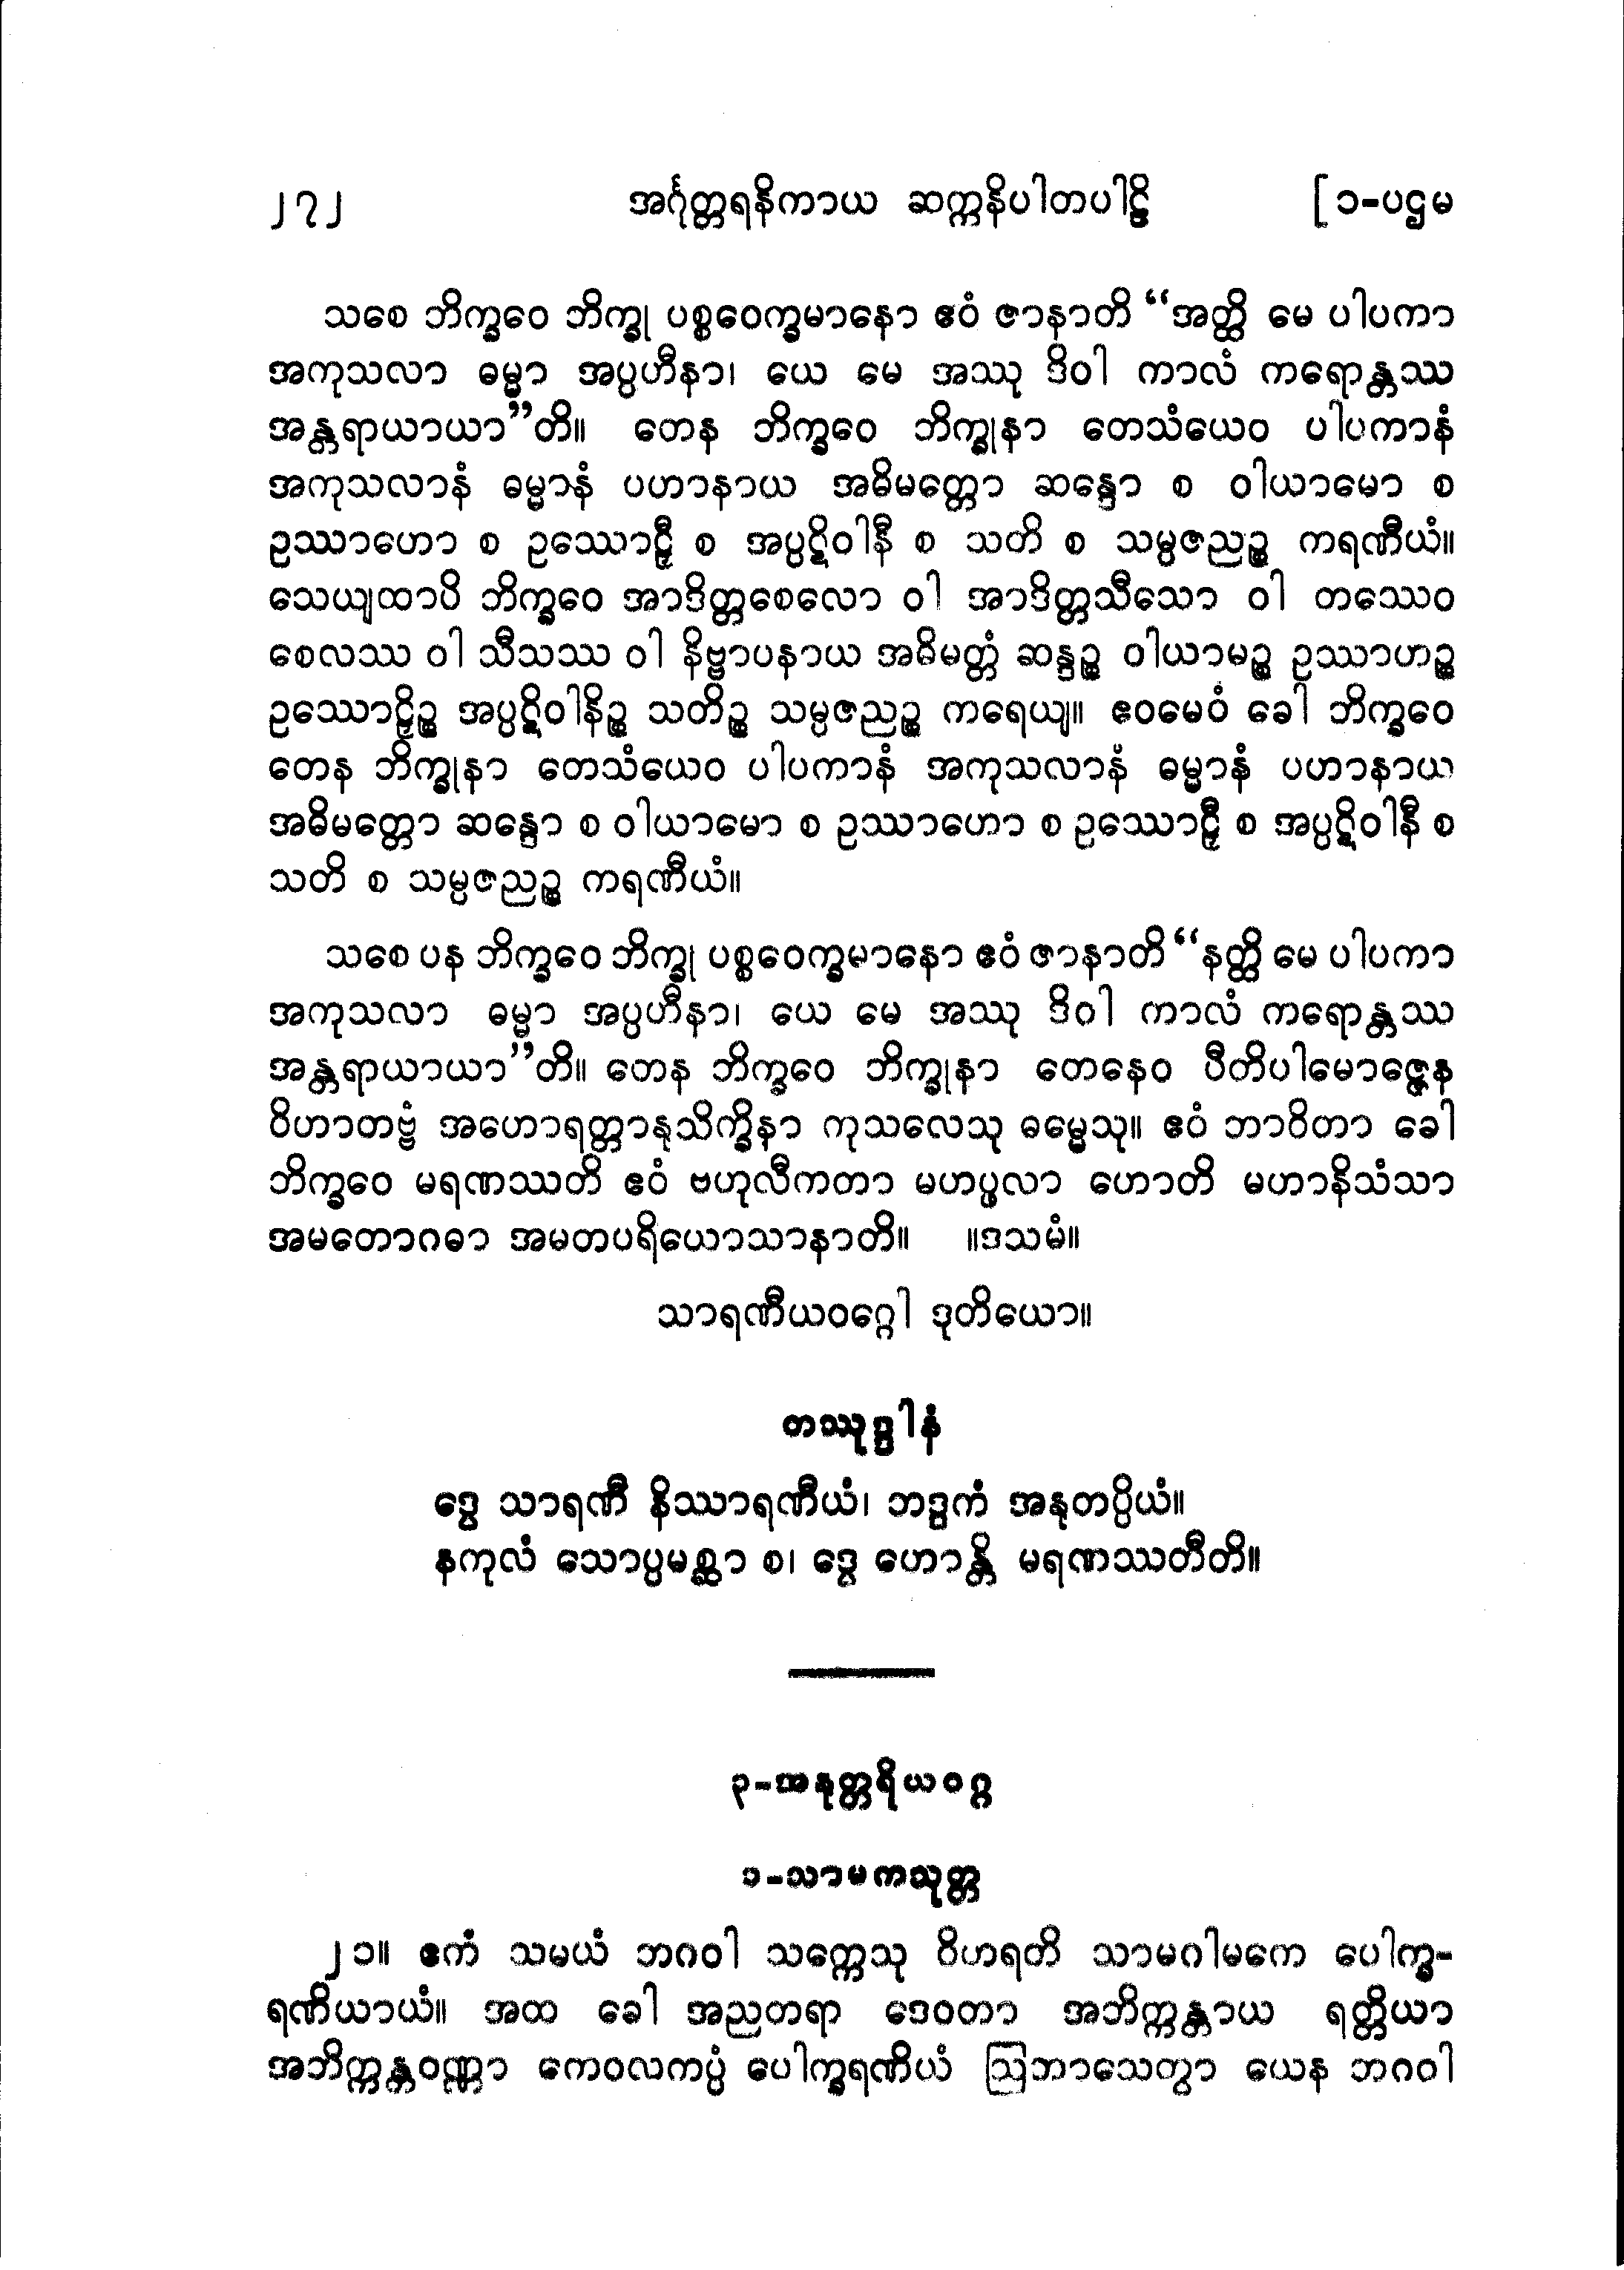 ၂၇၂ အင်္ဂုတ္တရနိကာယ ဆက္ကနိပါတပါဠိ [ ၁-ပဌမ
သစေ ဘိက္ခဝေ ဘိက္ခု ပစ္စဝေက္ခမာနော ဧဝံ ဇာနာတိ “အတ္ထိ မေ ပါပကာ
အကုသလာ ဓမ္မာ အပ္ပဟီနာ၊ ယေ မေ အဿု ဒိဝါ ကာလံ ကရောန္တဿ
အန္တရာယာယာ”တိ။ တေန ဘိက္ခဝေ ဘိက္ခုနာ တေသံယေဝ ပါပကာနံ
အကုသလာနံ ဓမ္မာနံ ပဟာနာယ အဓိမတ္တော ဆန္ဒော စ ဝါယာမော စ
ဥဿာဟော စ ဥဿောဠှီ စ အပ္ပဋိဝါနီ စ သတိ စ သမ္ပဇညဉ္စ ကရဏီယံ။
သေယျထာပိ ဘိက္ခဝေ အာဒိတ္တစေလော ဝါ အာဒိတ္တသီသော ဝါ တဿေဝ
စေလဿ ဝါ သီသဿ ဝါ နိဗ္ဗာပနာယ အဓိမတ္တံ ဆန္ဒဉ္စ ဝါယာမဉ္စ ဥဿာဟဉ္စ
ဥဿောဠှိဉ္စ အပ္ပဋိဝါနိဉ္စ သတိဉ္စ သမ္ပဇညဉ္စ ကရေယျ။ ဧဝမေဝံ ခေါ ဘိက္ခဝေ
တေန ဘိက္ခုနာ တေသံယေဝ ပါပကာနံ အကုသလာနံ ဓမ္မာနံ ပဟာနာယ
အဓိမတ္တော ဆန္ဒော စ ဝါယာမော စ ဥဿာဟော စ ဥဿောဠှီ စ အပ္ပဋိဝါနီ စ
သတိ စ သမ္ပဇညဉ္စ ကရဏီယံ။
သစေ ပန ဘိက္ခဝေ ဘိက္ခု ပစ္စဝေက္ခမာနော ဧဝံ ဇာနာတိ “နတ္ထိ မေ ပါပကာ
အကုသလာ ဓမ္မာ အပ္ပဟီနာ၊ ယေ မေ အဿု ဒိဝါ ကာလံ ကရောန္တဿ
အန္တရာယာယာ”တိ။ တေန ဘိက္ခဝေ ဘိက္ခုနာ တေနေဝ ပီတိပါမောဇ္ဇေန
ဝိဟာတဗ္ဗံ အဟောရတ္တာနုသိက္ခိနာ ကုသလေသု ဓမ္မေသု။ ဧဝံ ဘာဝိတာ ခေါ
ဘိက္ခဝေ မရဏဿတိ ဧဝံ ဗဟုလီကတာ မဟပ္ဖလာ ဟောတိ မဟာနိသံသာ
အမတောဂဓာ အမတပရိယောသာနာတိ။ ။ဒသမံ။
သာရဏီယဝဂ္ဂေါ ဒုတိယော။
တဿုဒ္ဒါနံ
ဒွေ သာရဏီ နိဿာရဏီယံ၊ ဘဒ္ဒကံ အနုတပ္ပိယံ။
နကုလံ သောပ္ပမစ္ဆာ စ၊ ဒွေ ဟောန္တိ မရဏဿတီတိ။
၃-အနုတ္တရိယဝဂ္ဂ
၁-သာမကသုတ္တ
၂၁။ ဧကံ သမယံ ဘဂဝါ သက္ကေသု ဝိဟရတိ သာမဂါမကေ ပေါက္ခ-
ရဏိယာယံ။ အထ ခေါ အညတရာ ဒေဝတာ အဘိက္ကန္တာယ ရတ္တိယာ
အဘိက္ကန္တဝဏ္ဏာ ကေဝလကပ္ပံ ပေါက္ခရဏိယံ ဩဘာသေတွာ ယေန ဘဂဝါ